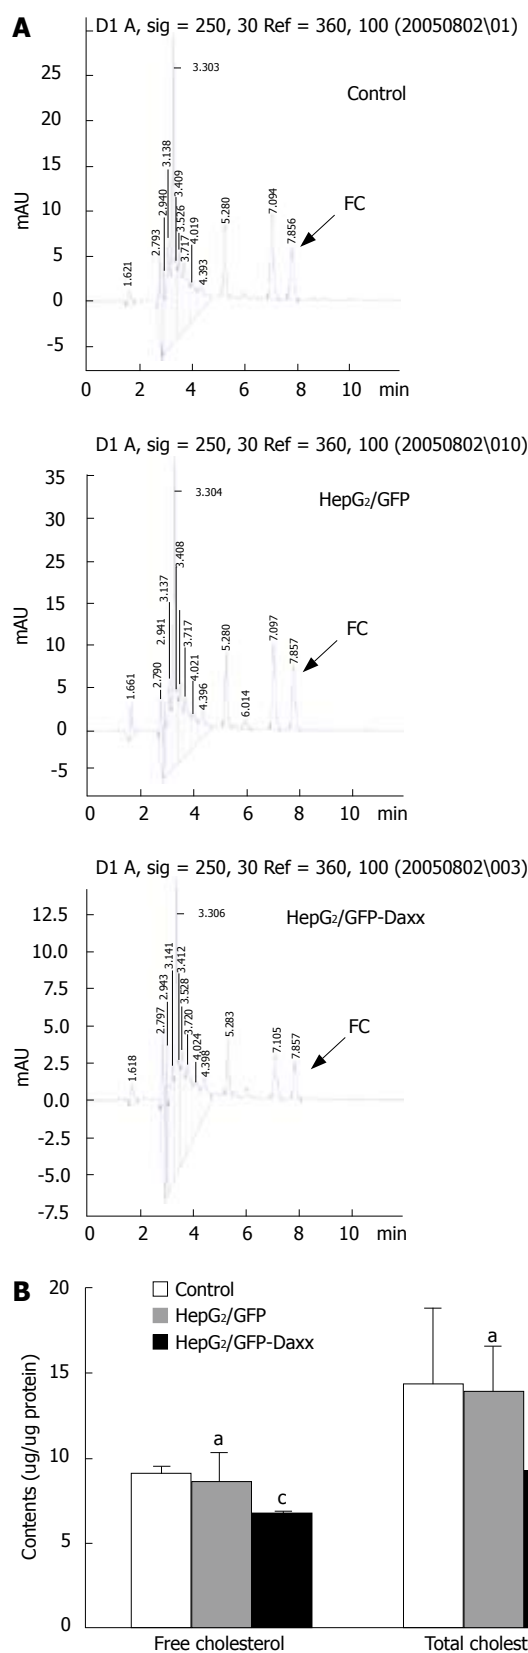 A
D1 A, sig = 250, 30 Ref = 360, 100 (20050802\01)
Control
mAU
25
20
15
10
5
0
-5
3.303
3.138
3.409
2.940
3.526
2.793
3.717
4.019
4.393
1.621
5.280
7.094
7.856
FC
0 2 4 6 8 10 min
D1 A, sig = 250, 30 Ref = 360, 100 (20050802\010)
HepG2/GFP
mAU
35
30
25
20
15
10
5
0
-5
3.304
3.408
3.137
2.941
3.717
2.790
4.021
4.396
1.661
5.280
6.014
7.097
7.857
FC
0 2 4 6 8 10 min
D1 A, sig = 250, 30 Ref = 360, 100 (20050802\003)
HepG2/GFP-Daxx
mAU
12.5
10.0
7.5
5.0
2.5
0.0
-2.5
-5.0
-7.5
3.306
3.141
3.412
2.943
3.528
2.797
3.720
4.024
4.398
1.618
5.283
7.105
7.857
FC
0 2 4 6 8 10 min
B
Control
HepG2/GFP
HepG2/GFP-Daxx
Contents (ug/ug protein)
20
15
10
5
0
a
c
a
Free cholesterol
Total cholest